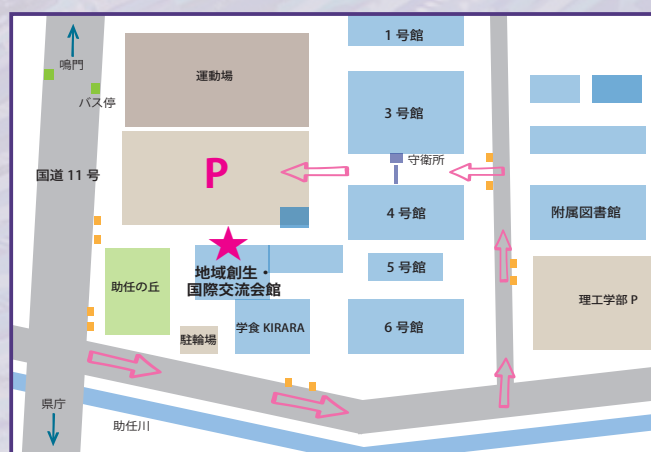 1 号館
鳴門
運動場
バス停
3 号館
守衛所
P
国道 11 号
4 号館
附属図書館
地域創生・
国際交流会館
5 号館
助任の丘
理工学部 P
学食 KIRARA
6 号館
駐輪場
県庁
助任川